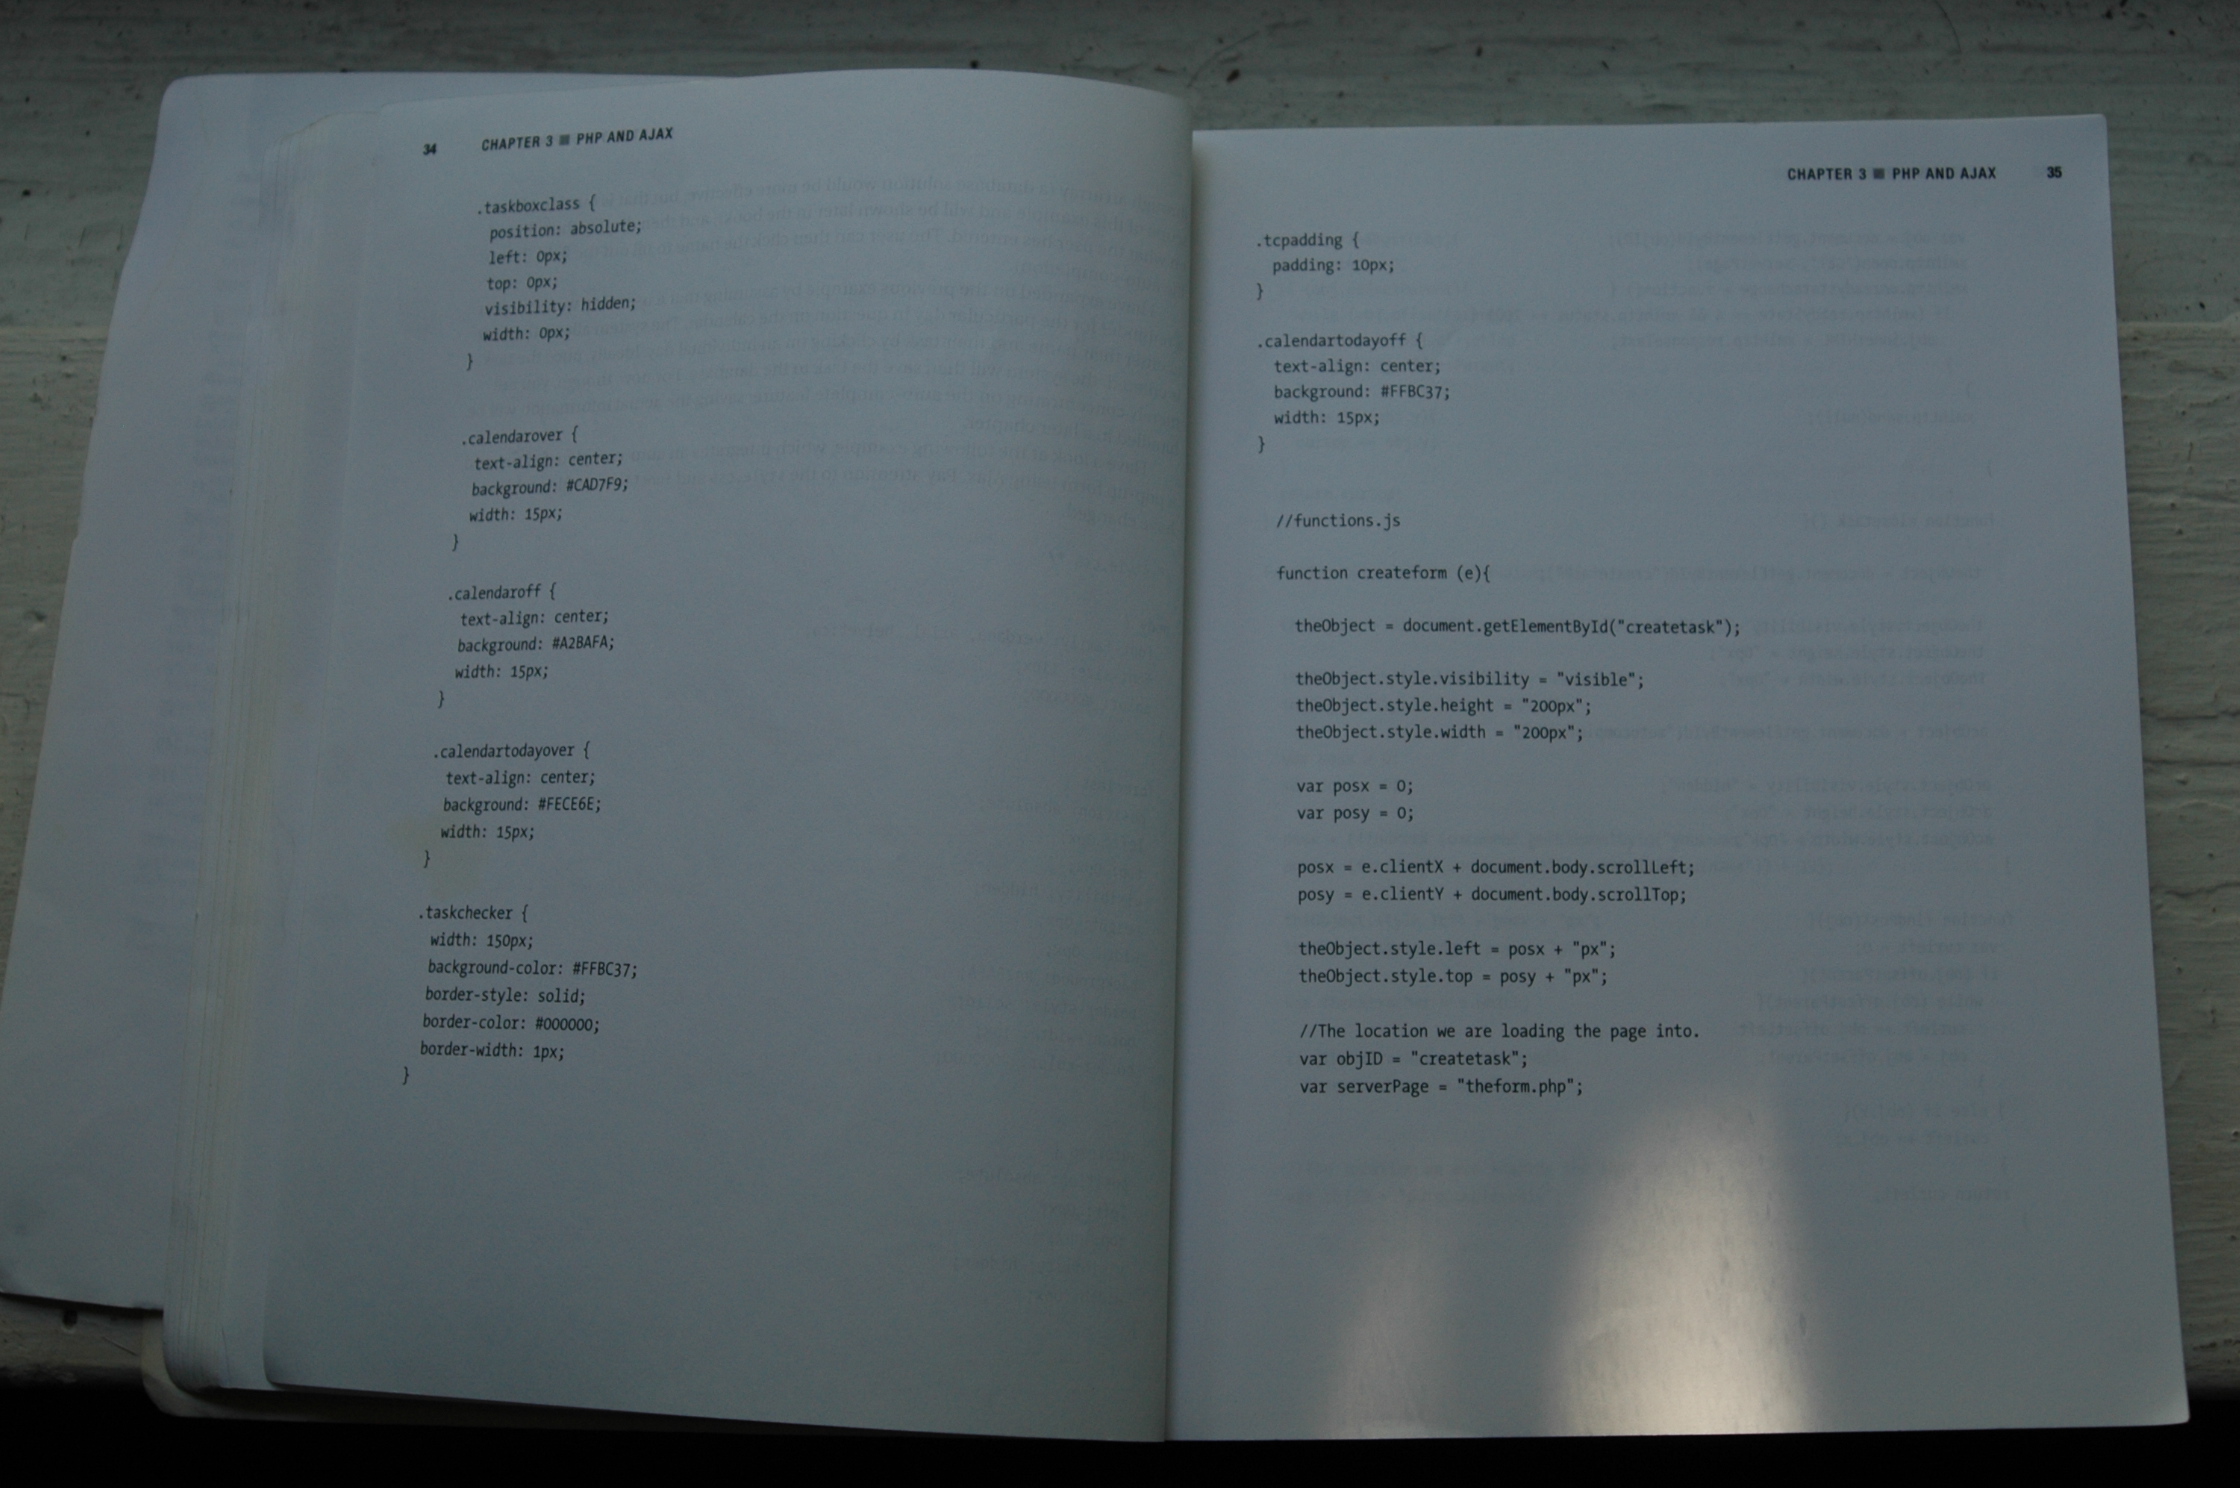 34 CHAPTER 3 ■ PHP AND AJAX
.taskboxclass {
position: absolute;
left: 0px;
top: 0px;
visibility: hidden;
width: 0px;
}
.calendarover {
text-align: center;
background: #CAD7F9;
width: 15px;
}
.calendaroff {
text-align: center;
background: #A2BAFA;
width: 15px;
}
.calendartodayover {
text-align: center;
background: #FECE6E;
width: 15px;
}
.taskchecker {
width: 150px;
background-color: #FFBC37;
border-style: solid;
border-color: #000000;
border-width: 1px;
}
CHAPTER 3 ■ PHP AND AJAX 35
.tcpadding {
padding: 10px;
}
.calendartodayoff {
text-align: center;
background: #FFBC37;
width: 15px;
}
//functions.js
function createform (e){
theObject = document.getElementById("createtask");
theObject.style.visibility = "visible";
theObject.style.height = "200px";
theObject.style.width = "200px";
var posx = 0;
var posy = 0;
posx = e.clientX + document.body.scrollLeft;
posy = e.clientY + document.body.scrollTop;
theObject.style.left = posx + "px";
theObject.style.top = posy + "px";
//The location we are loading the page into.
var objID = "createtask";
var serverPage = "theform.php";